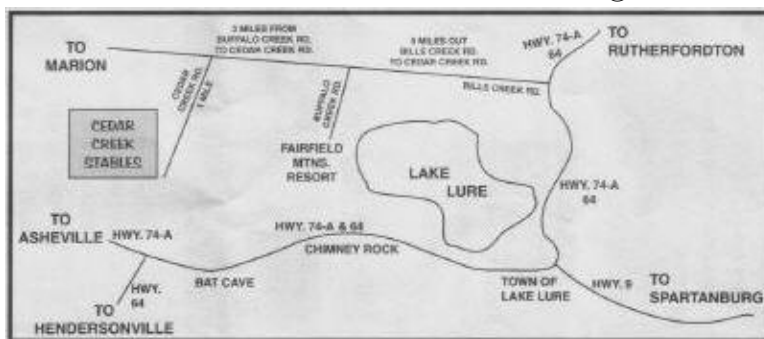 3 MILES FROM
BUFFALO CREEK RD.
TO CEDAR CREEK RD.
8 MILES OUT
BILLS CREEK RD.
TO CEDAR CREEK RD.
HWY. 74-A
64
TO
RUTHERFORDTON
TO
MARION
CEDAR
CREEK RD.
1 MILE
BUFFALO
CREEK RD.
BILLS CREEK RD.
CEDAR
CREEK
STABLES
FAIRFIELD
MTNS.
RESORT
LAKE
LURE
HWY. 74-A
64
TO
ASHEVILLE
HWY. 74-A
HWY. 74-A & 64
CHIMNEY ROCK
BAT CAVE
TOWN OF
LAKE LURE
HWY. 9
TO
SPARTANBURG
HWY.
64
TO
HENDERSONVILLE